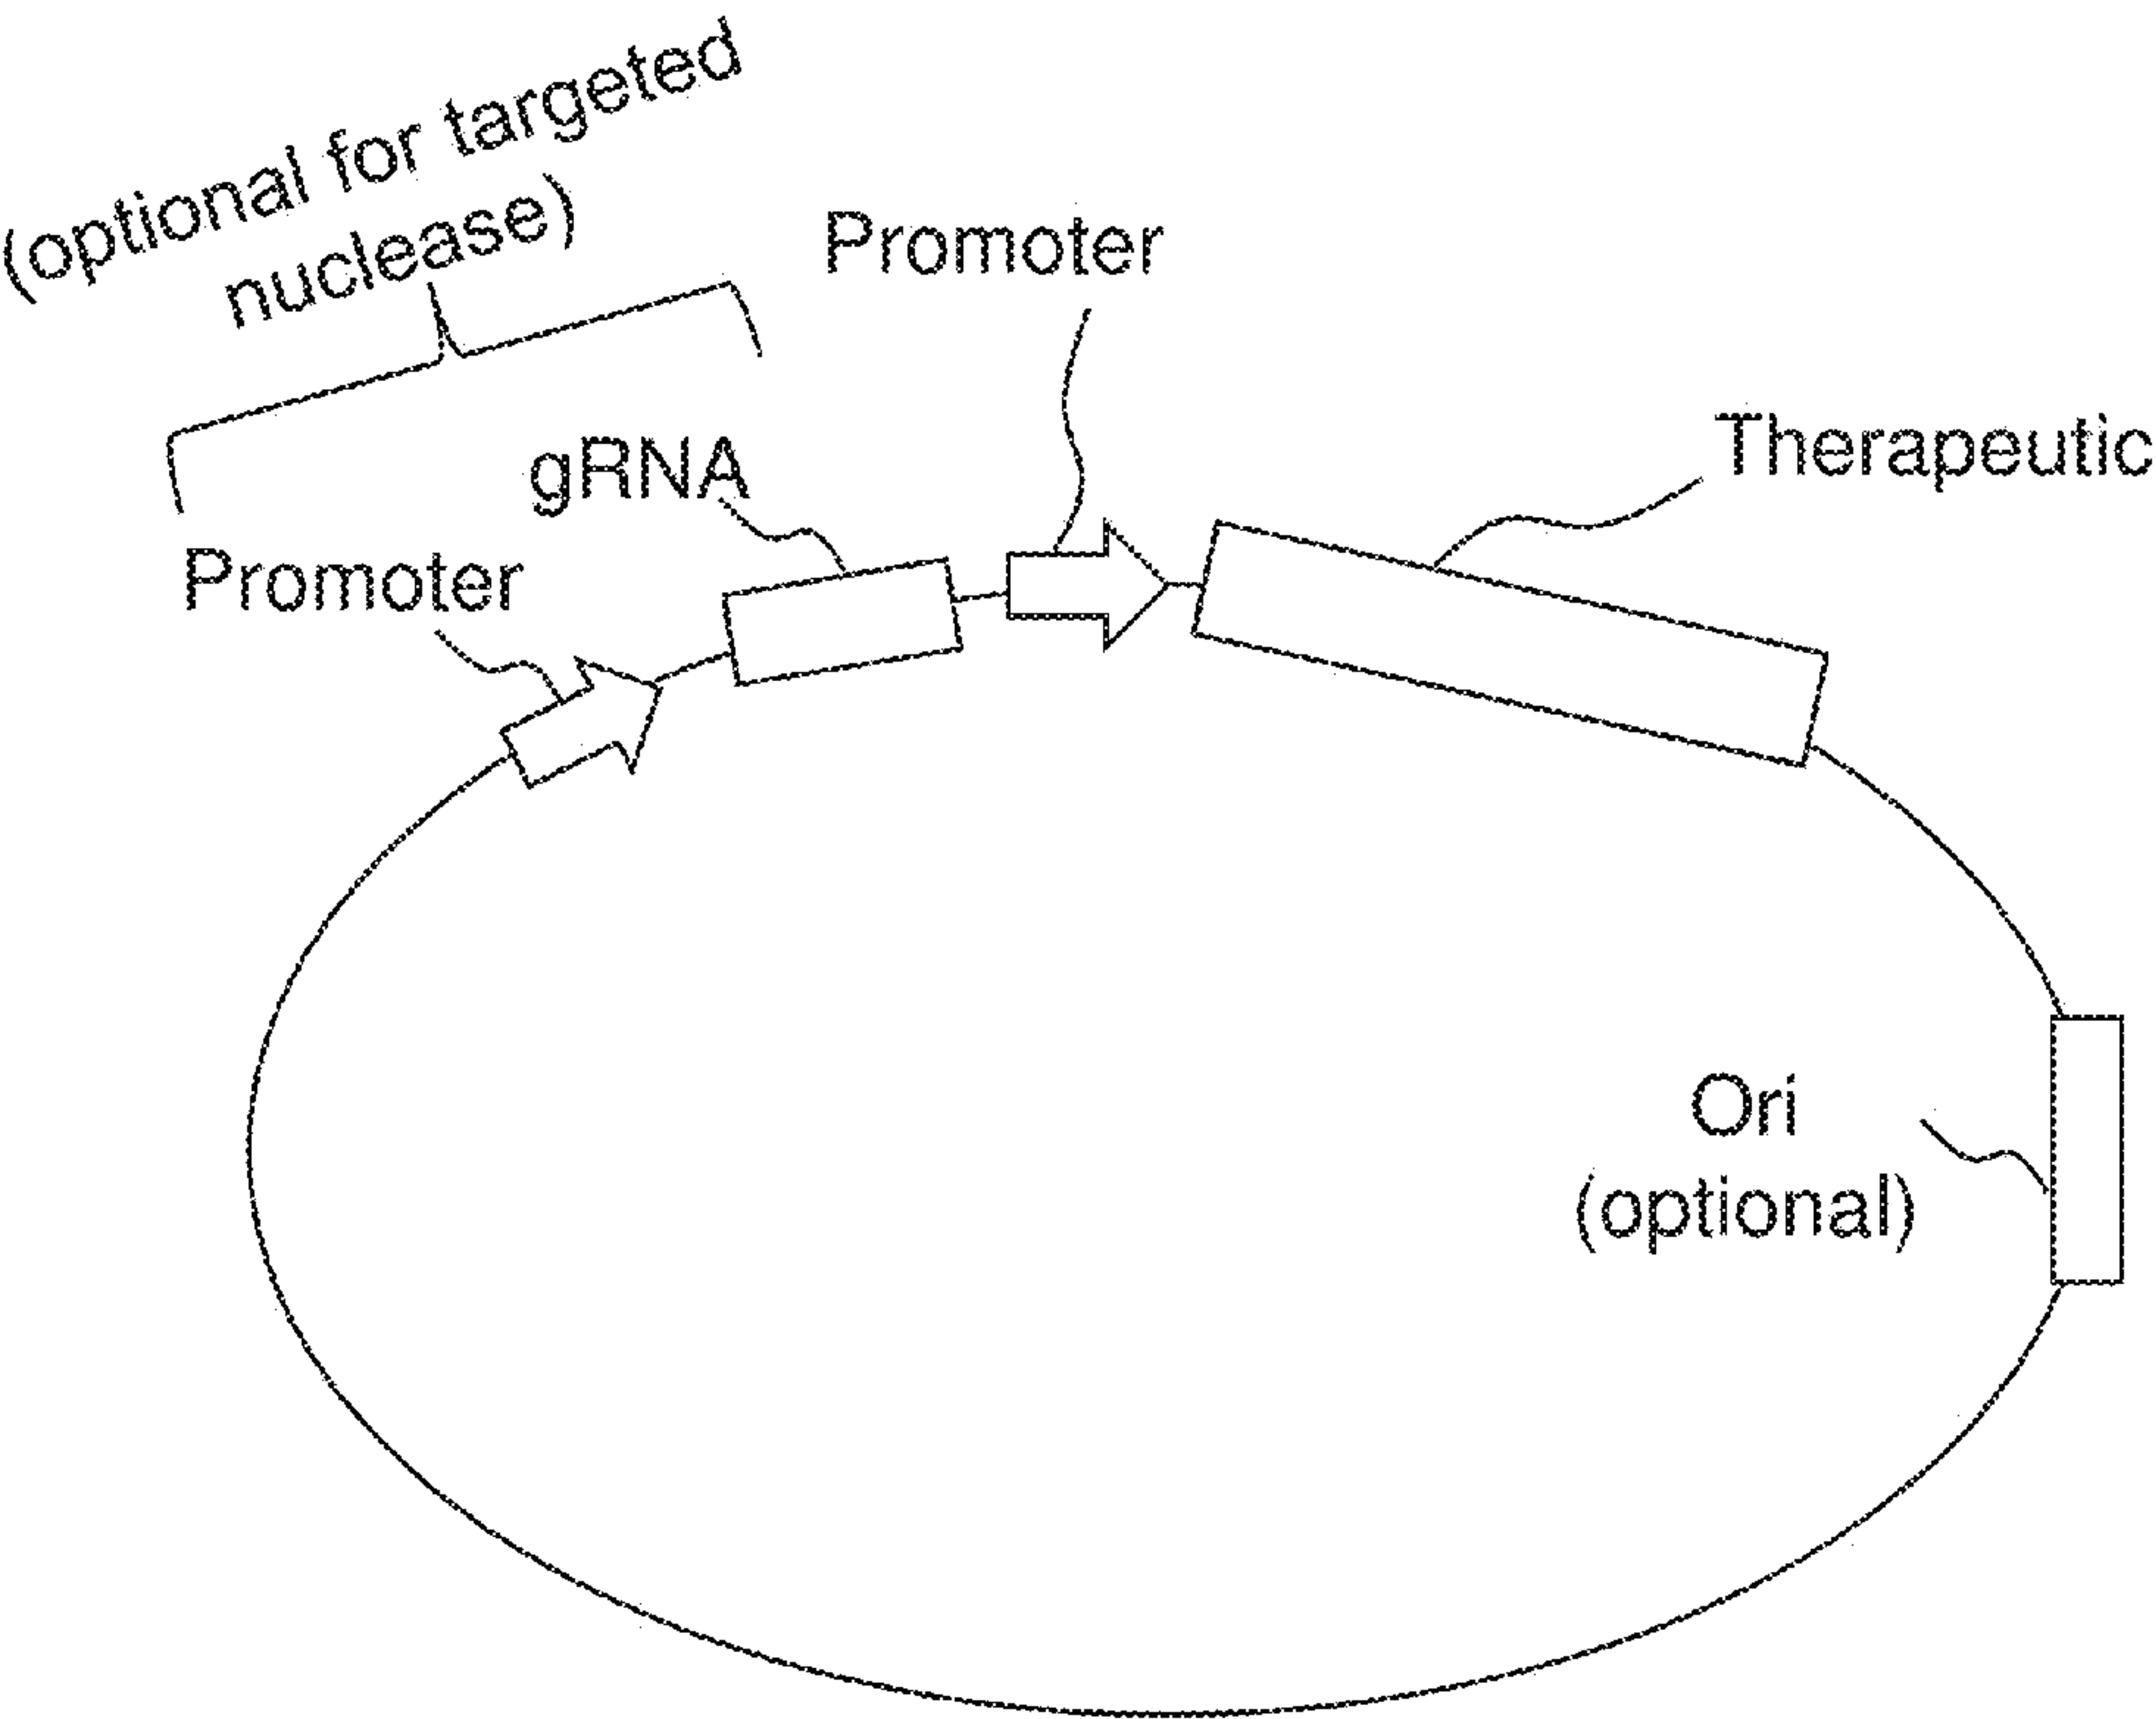 (optional for targeted
nuclease)
Promoter
Therapeutic
gRNA
Promoter
Ori
(optional)